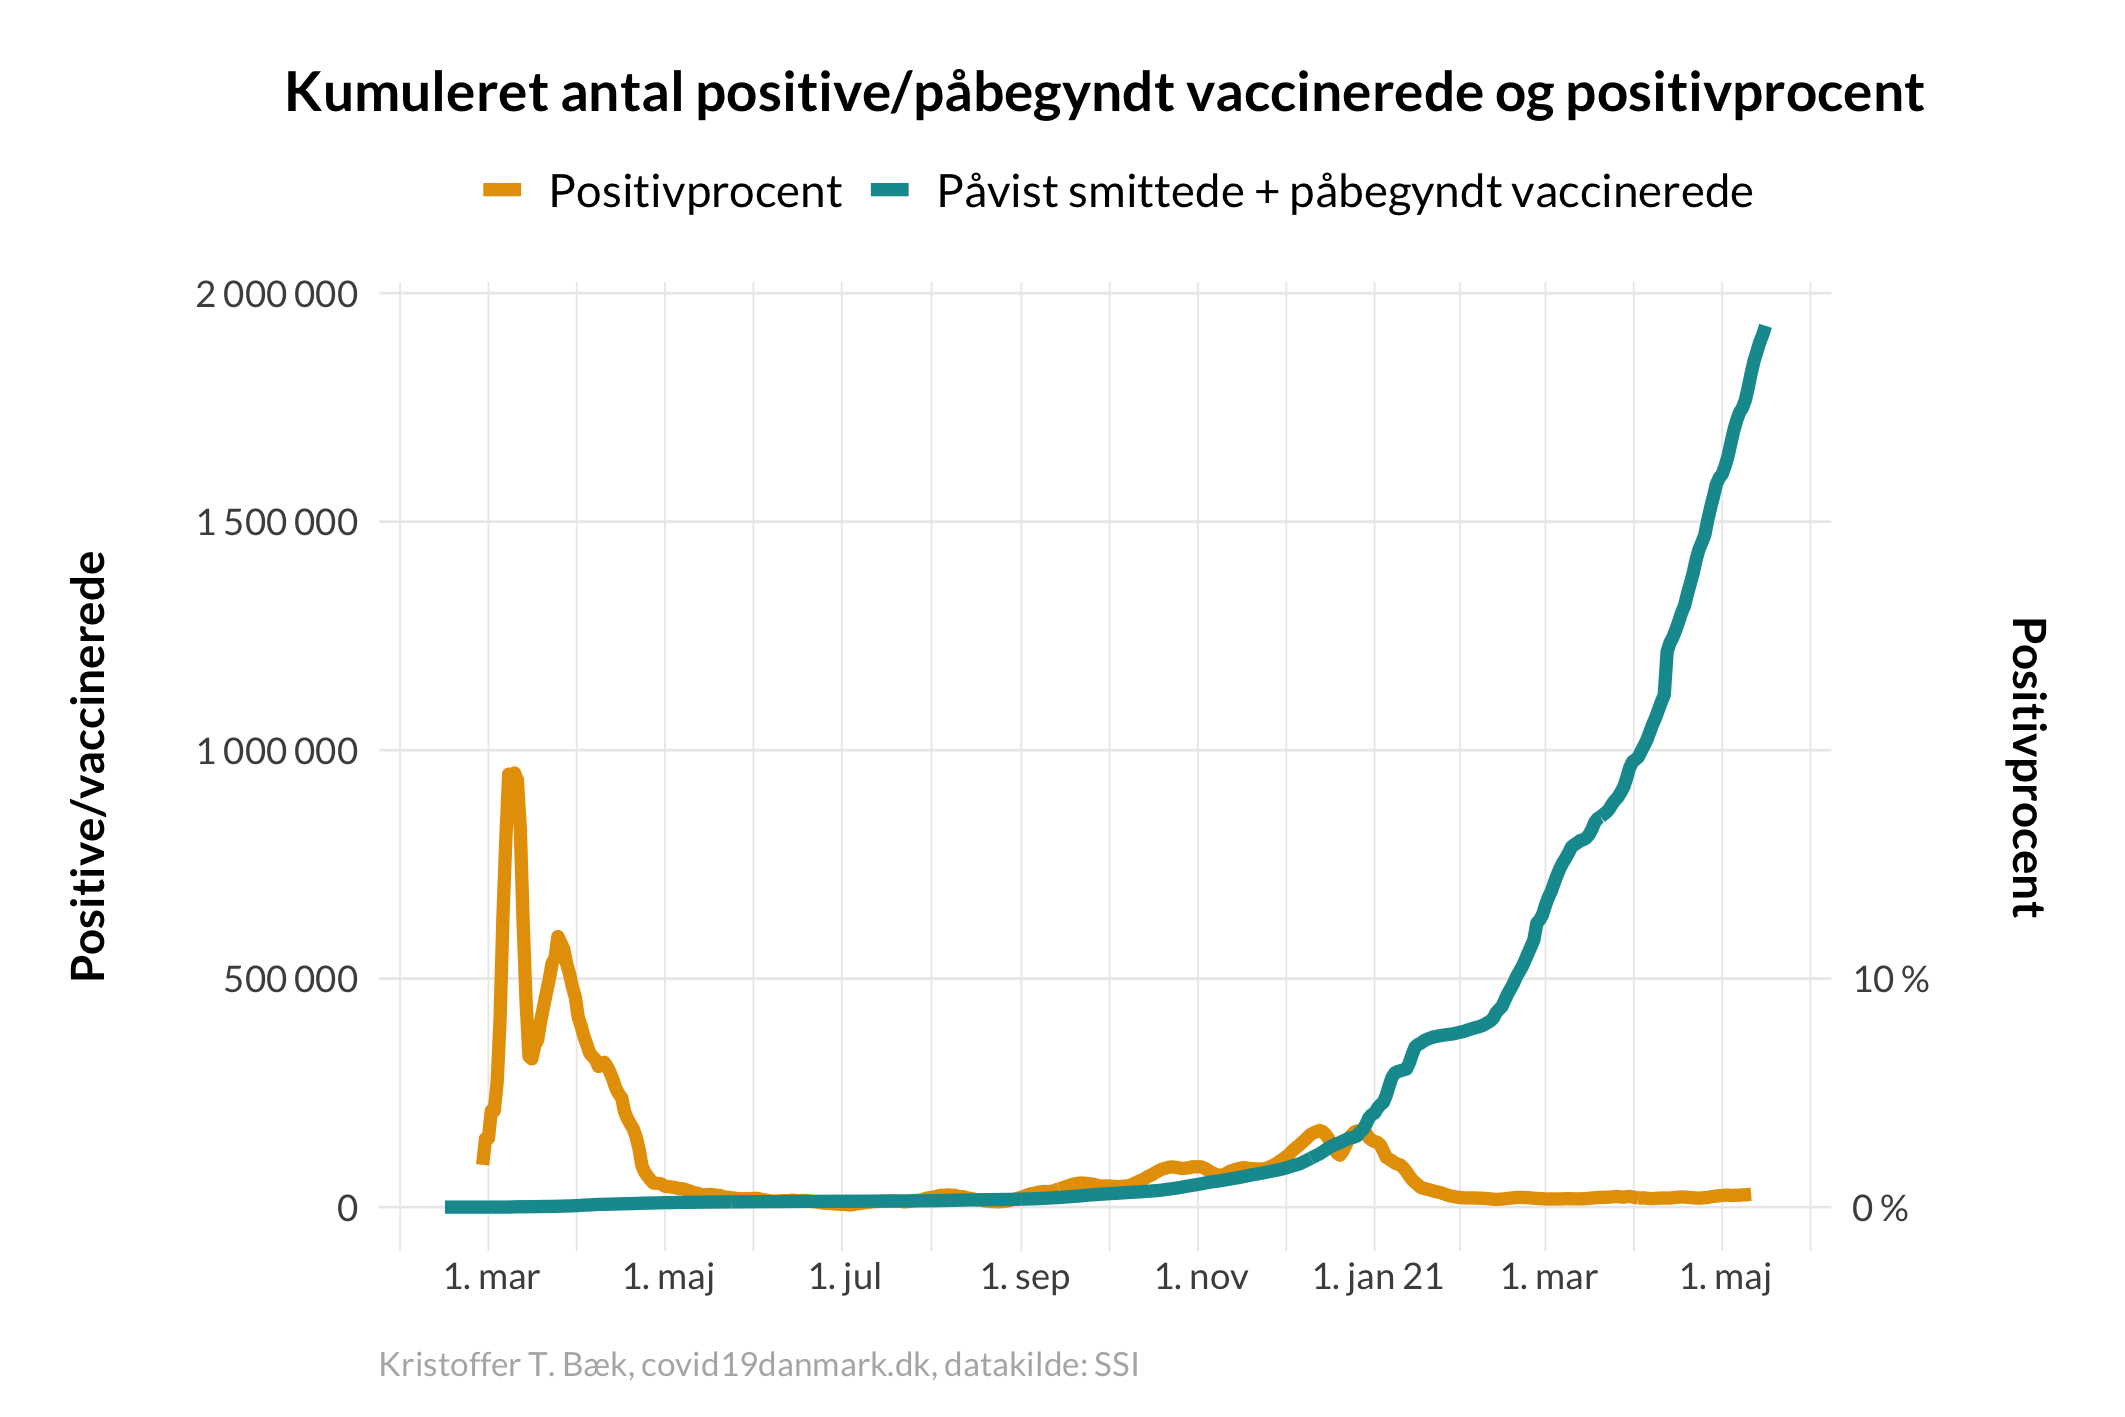 Kumuleret antal positive/påbegyndt vaccinerede og positivprocent
Positivprocent Påvist smittede + påbegyndt vaccinerede
2 000 000
1 500 000
1 000 000
500 000
0
Positive/vaccinerede
10 %
0 %
Positivprocent
1. mar 1. maj 1. jul 1. sep 1. nov 1. jan 21 1. mar 1. maj
Kristoffer T. Bæk, covid19danmark.dk, datakilde: SSI